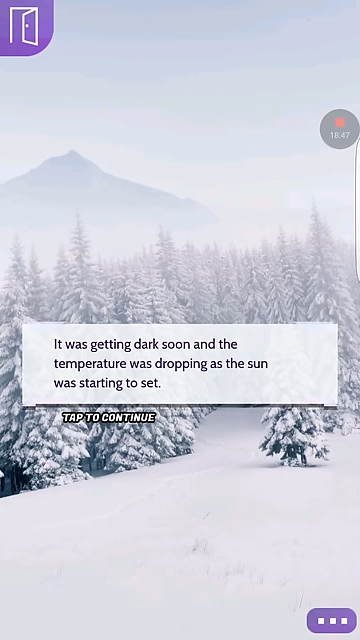 18:47
It was getting dark soon and the
temperature was dropping as the sun
was starting to set.
TAP TO CONTINUE